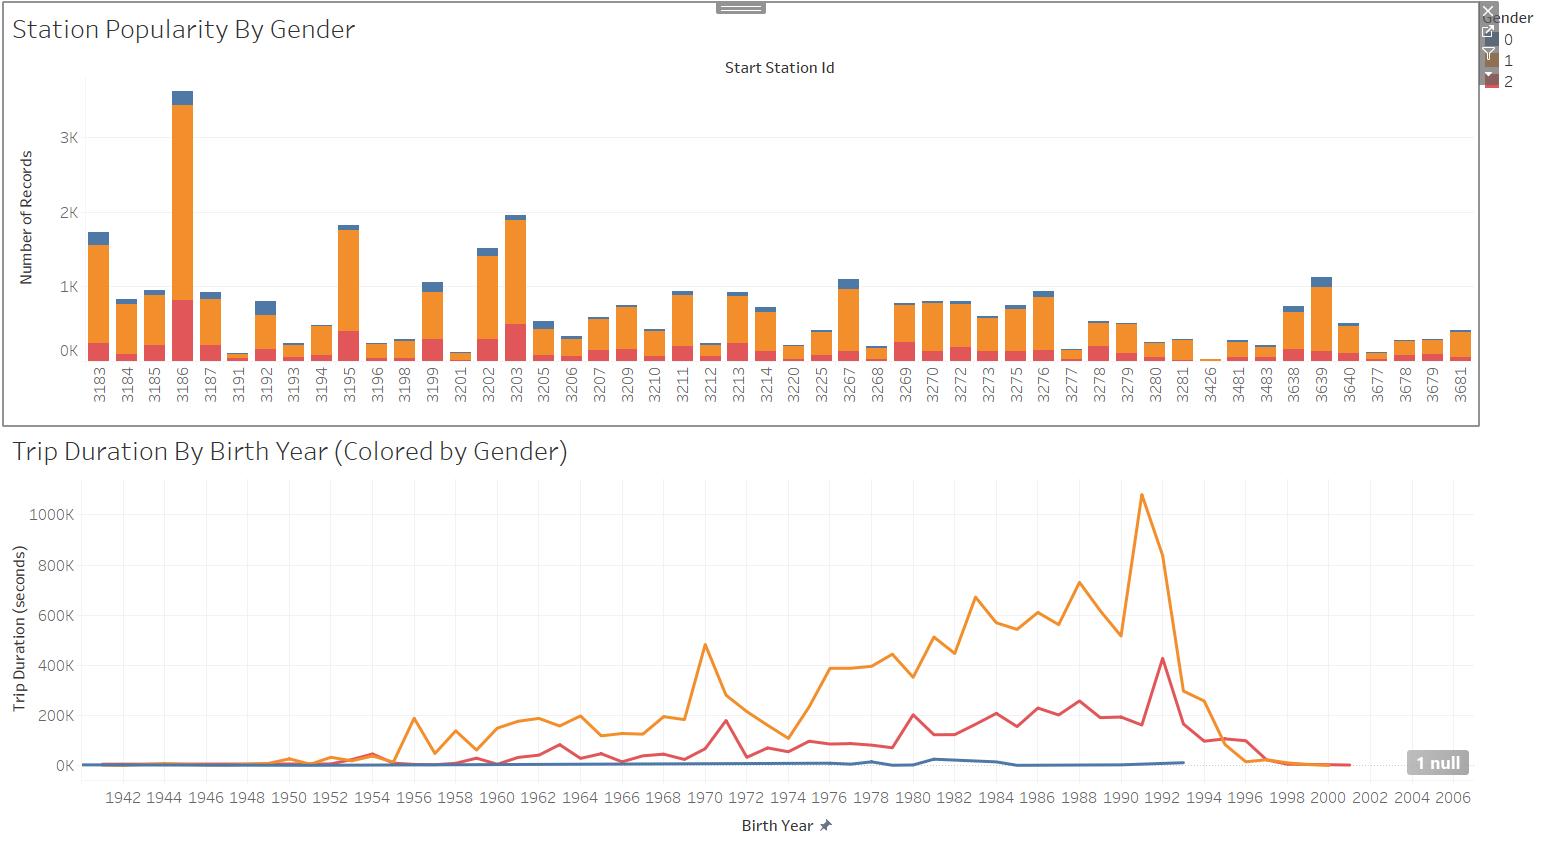 Station Popularity By Gender
Gender
0
1
2
Start Station Id
Number of Records
3K
2K
1K
0K
3183 3184 3185 3186 3187 3191 3192 3193 3194 3195 3196 3198 3199 3201 3202 3203 3205 3206 3207 3209 3210 3211 3212 3213 3214 3220 3225 3267 3268 3269 3270 3272 3273 3275 3276 3277 3278 3279 3280 3281 3426 3481 3483 3638 3639 3640 3677 3678 3679 3681
Trip Duration By Birth Year (Colored by Gender)
Trip Duration (seconds)
1000K
800K
600K
400K
200K
0K
1 null
1942 1944 1946 1948 1950 1952 1954 1956 1958 1960 1962 1964 1966 1968 1970 1972 1974 1976 1978 1980 1982 1984 1986 1988 1990 1992 1994 1996 1998 2000 2002 2004 2006
Birth Year